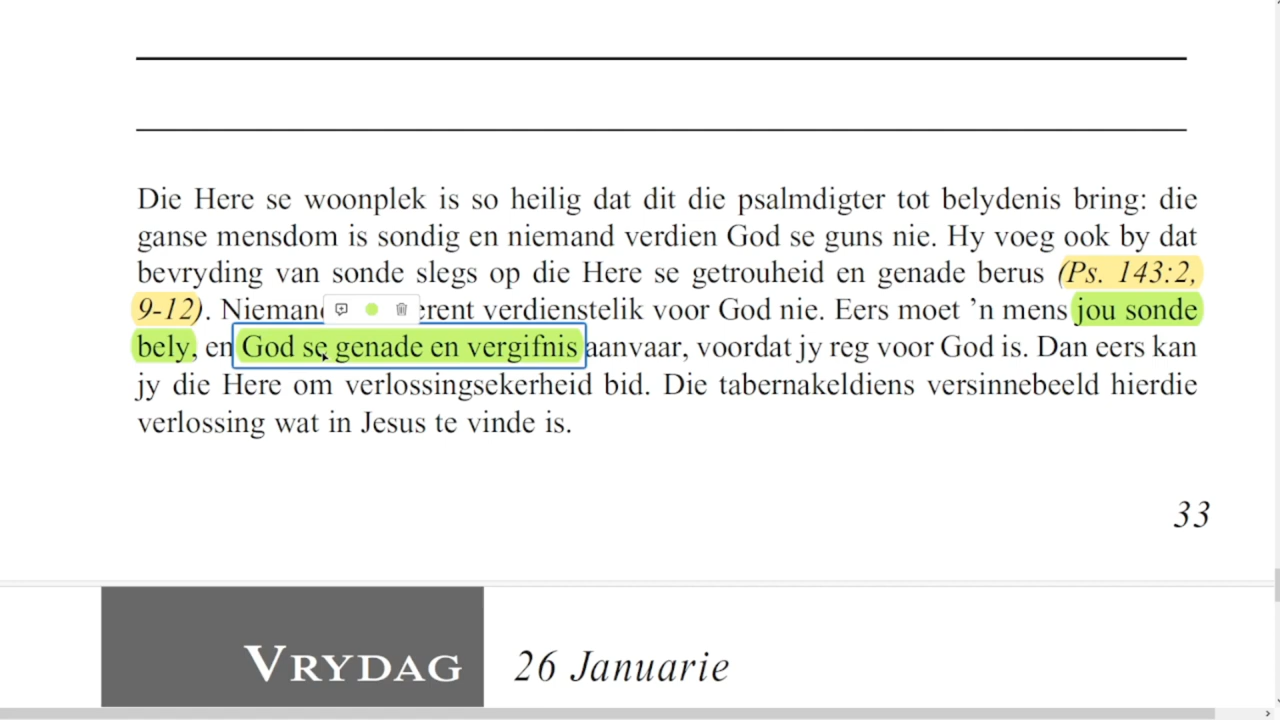 Die Here se woonplek is so heilig dat dit die psalmdigter tot belydenis bring: die
ganse mensdom is sondig en niemand verdien God se guns nie. Hy voeg ook by dat
bevryding van sonde slegs op die Here se getrouheid en genade berus (Ps. 143:2,
9-12). Niemand verdienstelik voor God nie. Eers moet ’n mens jou sonde
bely, en God se genade en vergifnis aanvaar, voordat jy reg voor God is. Dan eers kan
jy die Here om verlossingsekerheid bid. Die tabernakeldiens versinnebeeld hierdie
verlossing wat in Jesus te vinde is.
33
VRYDAG 26 Januarie